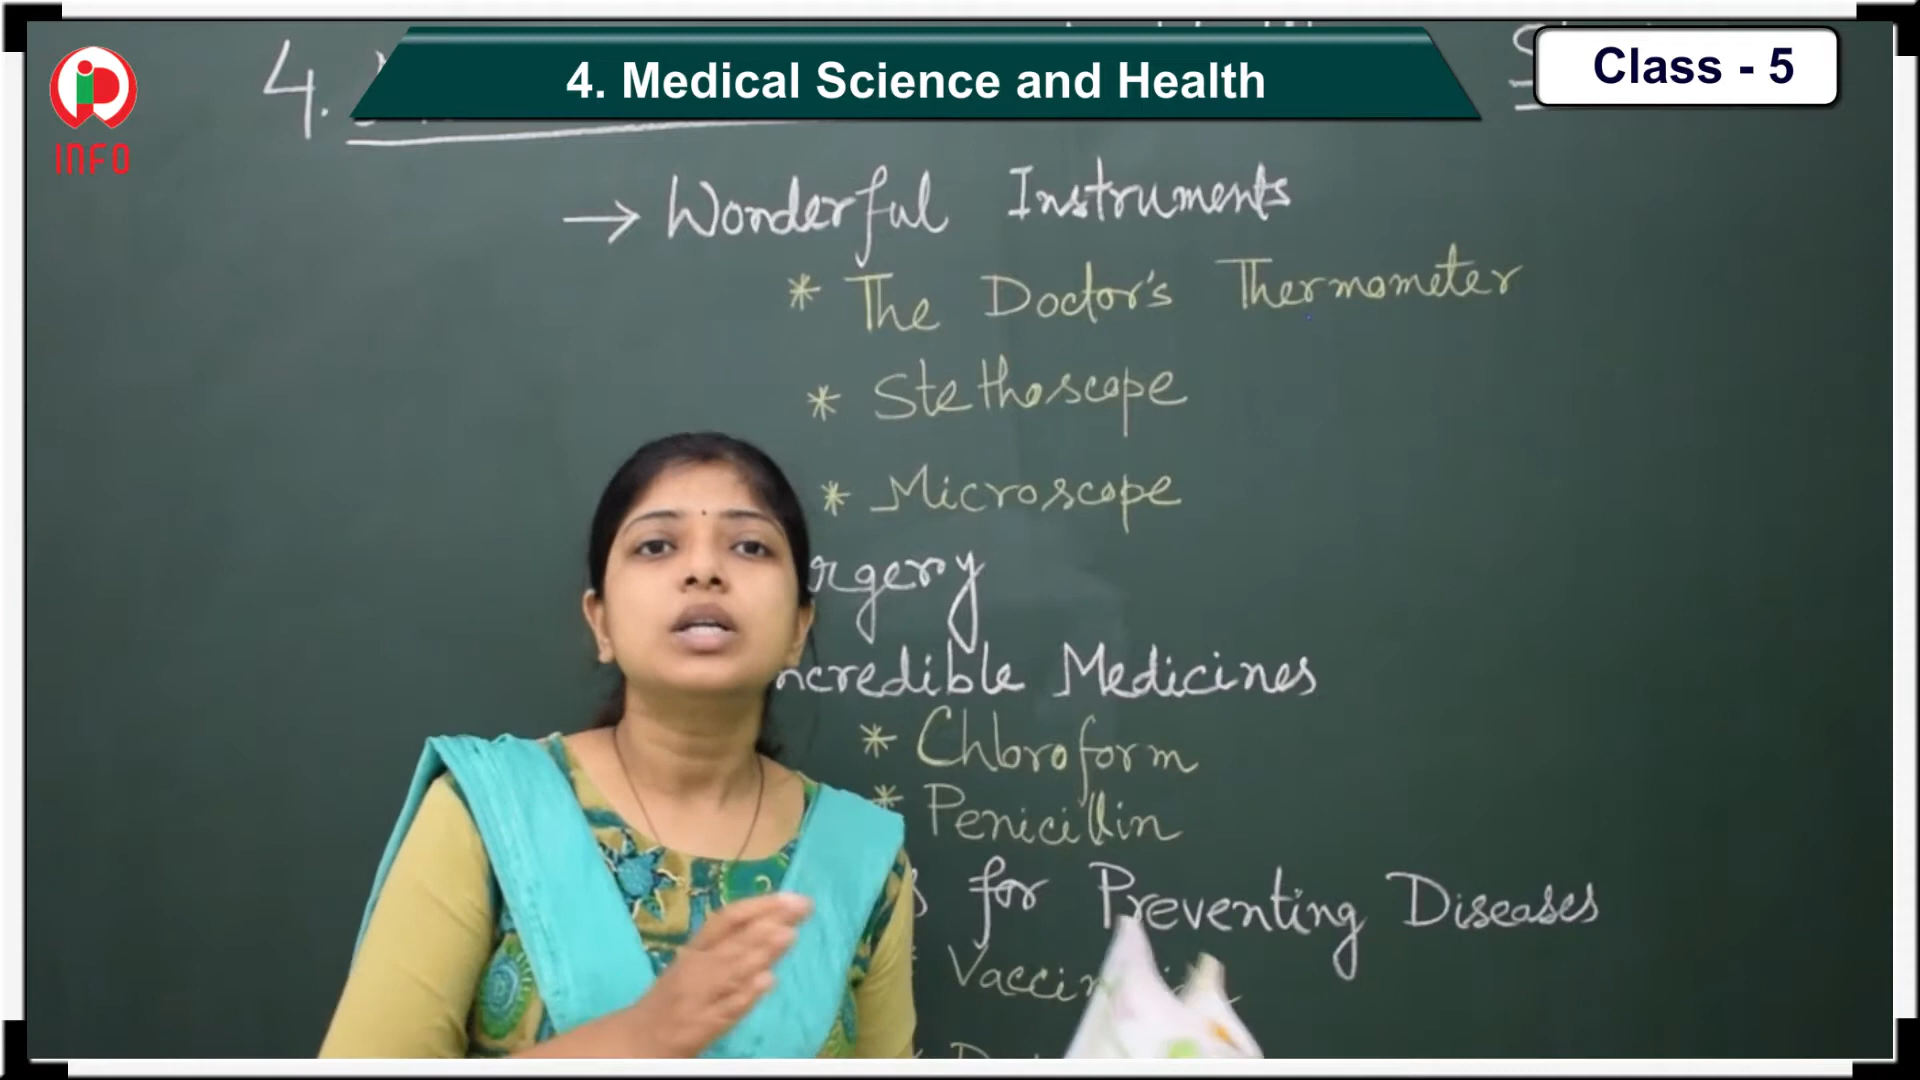 4. Medical Science and Health
Class - 5
INFO
4.
→ Wonderful Instruments
* The Doctor's Thermometer
* Stethoscope
* Microscope
rgery
ncredible Medicines
* Chloroform
* Penicillin
s for Preventing Diseases